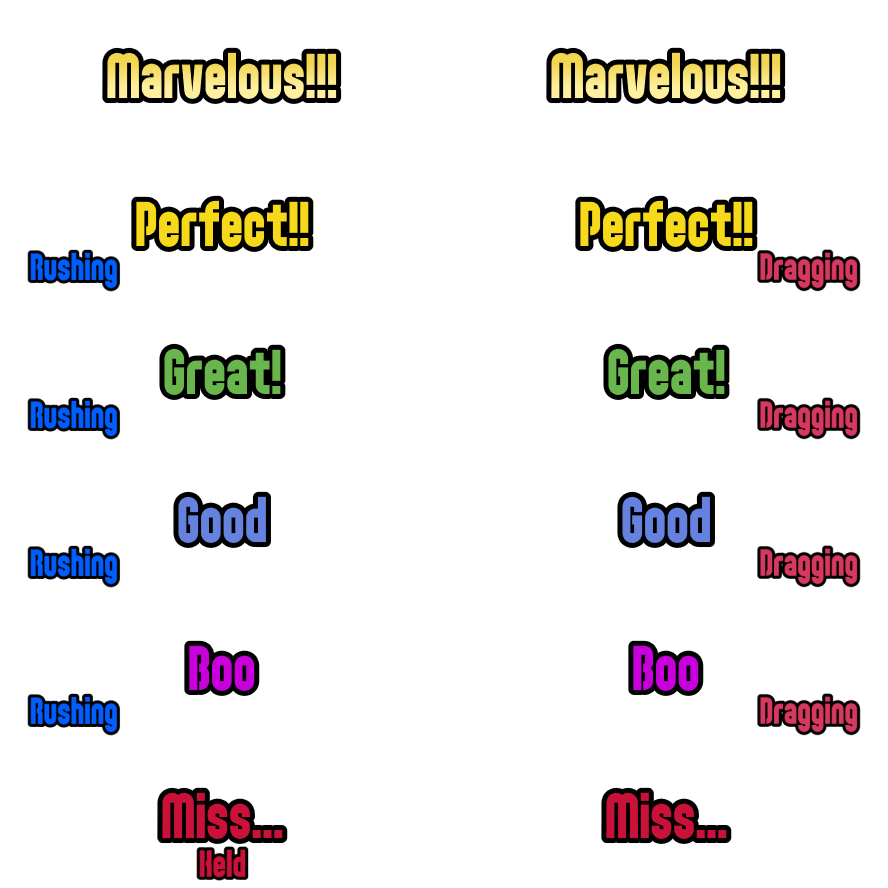 Marvelous!!! Marvelous!!!
Perfect!! Perfect!!
Rushing Dragging
Great! Great!
Rushing Dragging
Good Good
Rushing Dragging
Boo Boo
Rushing Dragging
Miss... Miss...
Held